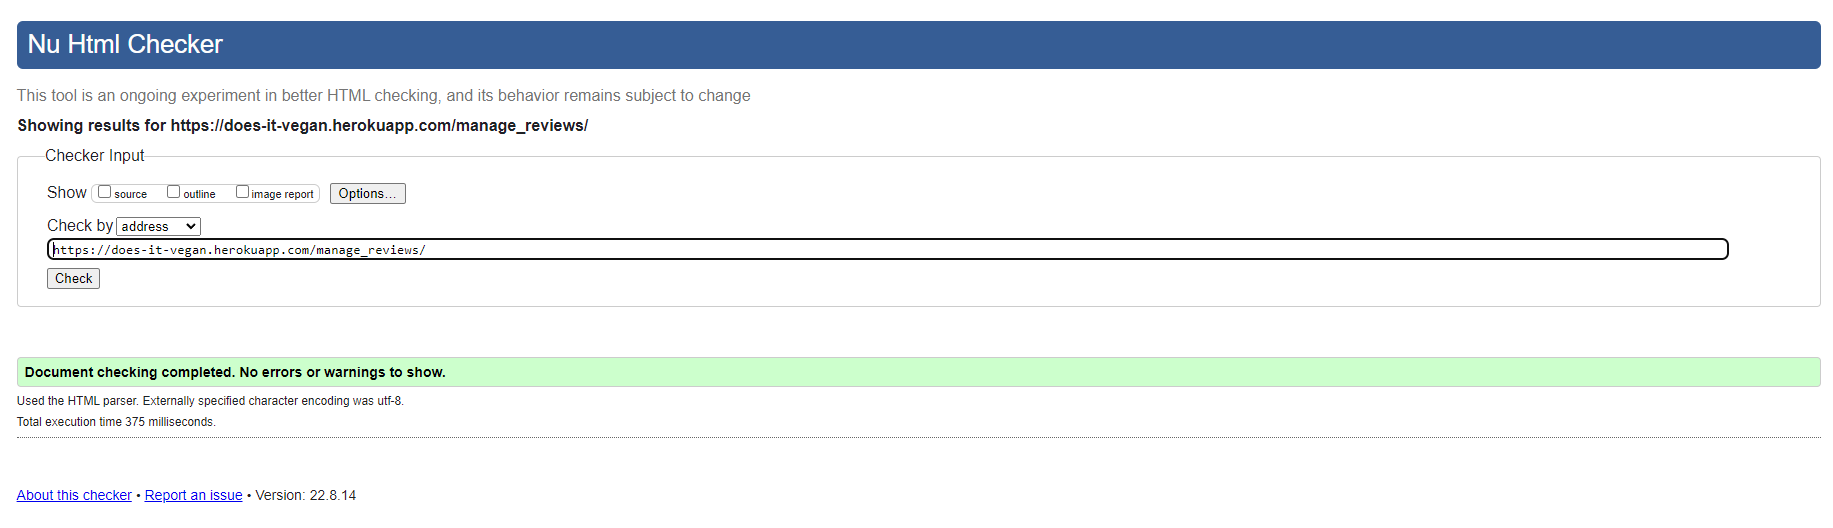 Nu Html Checker
This tool is an ongoing experiment in better HTML checking, and its behavior remains subject to change
Showing results for https://does-it-vegan.herokuapp.com/manage_reviews/
Checker Input
Show source outline image report Options...
Check by address
https://does-it-vegan.herokuapp.com/manage_reviews/
Check
Document checking completed. No errors or warnings to show.
Used the HTML parser. Externally specified character encoding was utf-8.
Total execution time 375 milliseconds.
About this checker • Report an issue • Version: 22.8.14